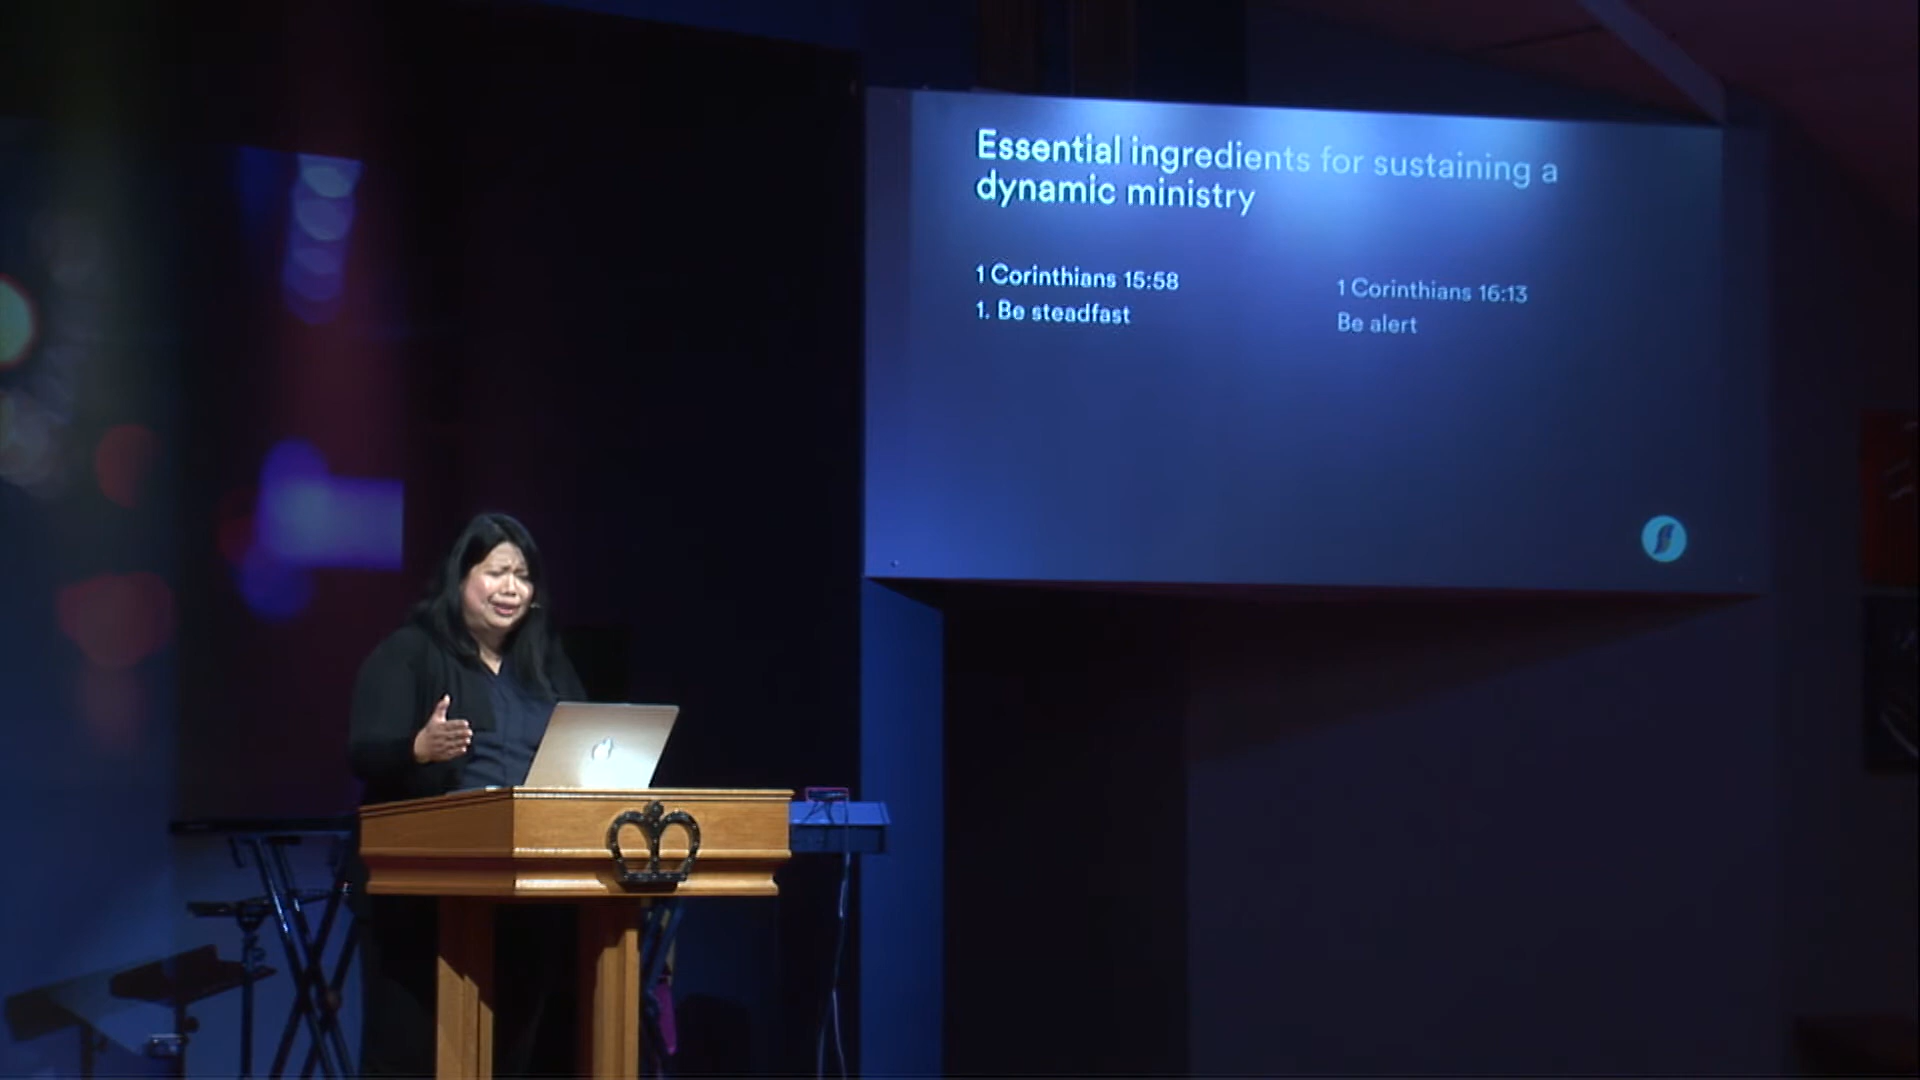 Essential ingredients for sustaining a
dynamic ministry
1 Corinthians 15:58
1. Be steadfast
1 Corinthians 16:13
Be alert